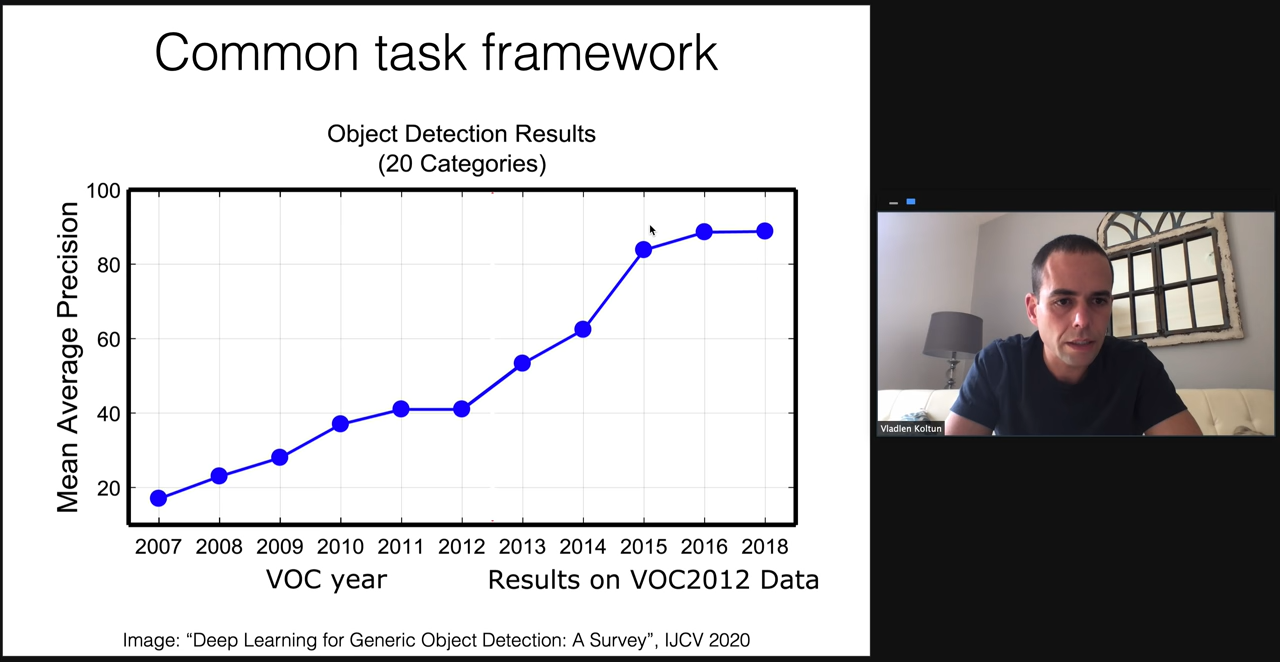 Common task framework
Object Detection Results
(20 Categories)
Mean Average Precision
100
80
60
40
20
2007 2008 2009 2010 2011 2012 2013 2014 2015 2016 2018
VOC year Results on VOC2012 Data
Image: “Deep Learning for Generic Object Detection: A Survey”, IJCV 2020
Vladlen Koltun